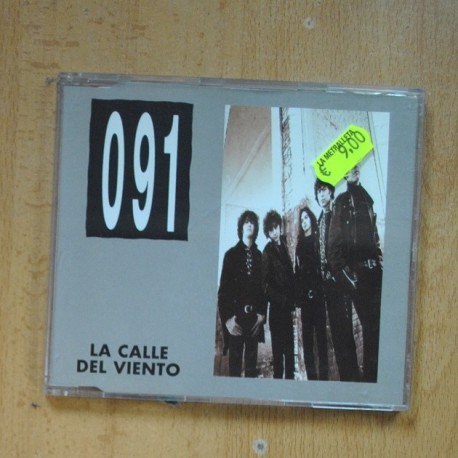 091
LA METRALLETA
€ 9,00
LA CALLE
DEL VIENTO